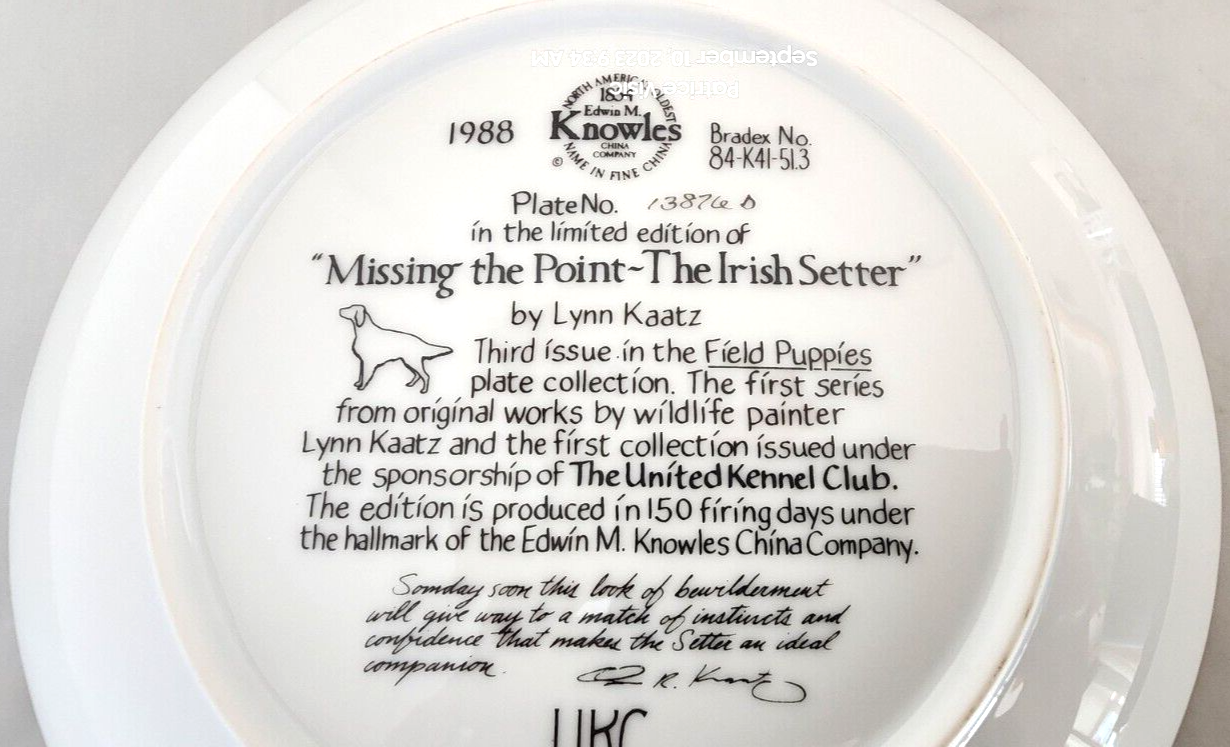 September 10, 2023 9:34 AM
NORTH AMERICA'S OLDEST
1834
Edwin M.
Knowles
CHINA
COMPANY
© NAME IN FINE CHINA
1988
Bradex No.
84-K41-51.3
Plate No. 13876 D
in the limited edition of
"Missing the Point~The Irish Setter"
by Lynn Kaatz
Third issue in the Field Puppies
plate collection. The first series
from original works by wildlife painter
Lynn Kaatz and the first collection issued under
the sponsorship of The United Kennel Club.
The edition is produced in 150 firing days under
the hallmark of the Edwin M. Knowles China Company.
Somday soon this look of bewilderment
will give way to a match of instincts and
confidence that makes the Setter an ideal
companion.
R. Kaatz
UKC